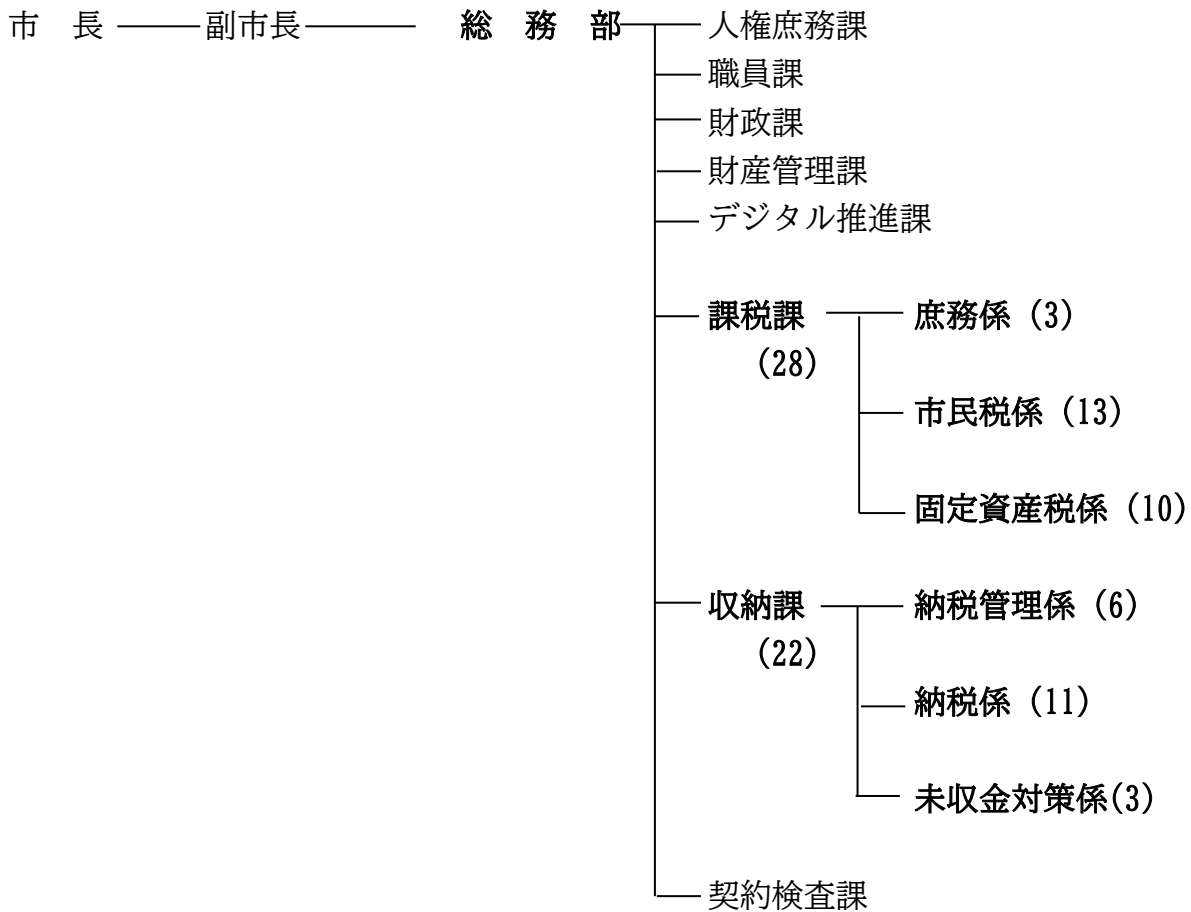 市　長 副市長 総　務　部 人権庶務課
職員課
財政課
財産管理課
デジタル推進課
課税課 庶務係（3）
（28）
市民税係（13）
固定資産税係（10）
収納課 納税管理係（6）
（22）
納税係（11）
未収金対策係(3)
契約検査課